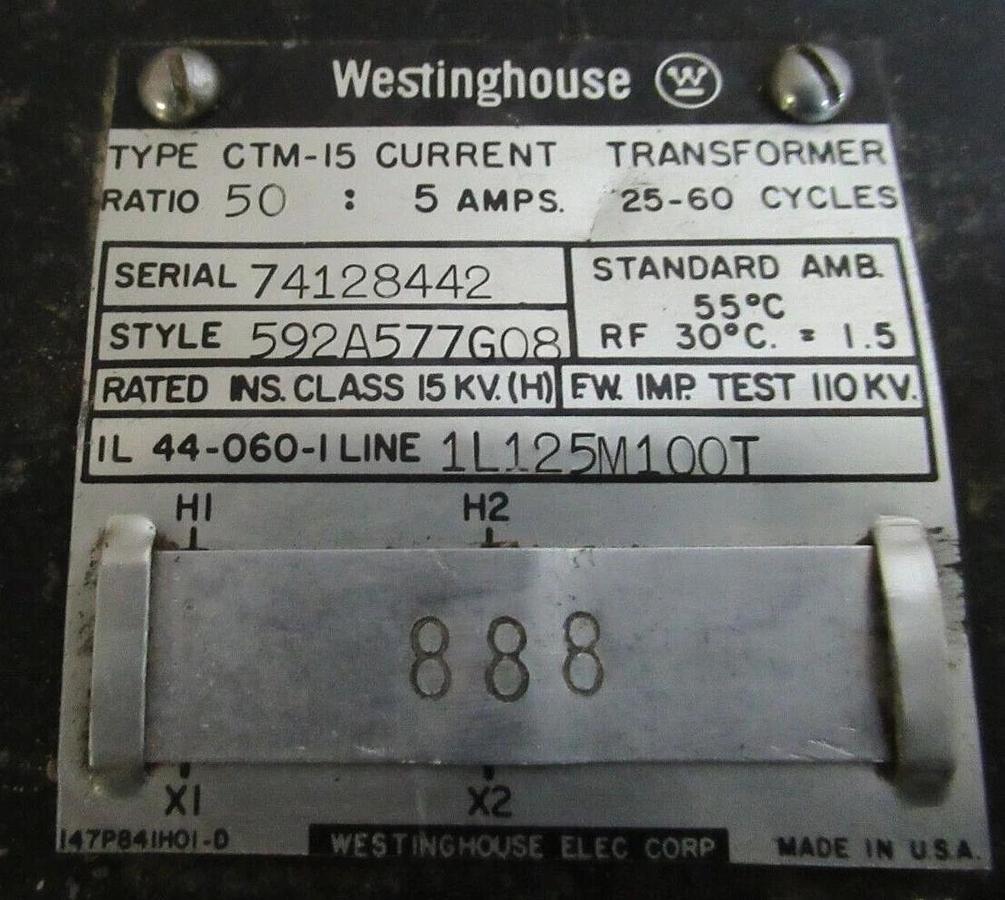 Westinghouse W
TYPE CTM-15 CURRENT TRANSFORMER
RATIO 50 : 5 AMPS. 25-60 CYCLES
SERIAL 74128442
STYLE 592A577G08
STANDARD AMB.
55°C
RF 30°C. = 1.5
RATED INS. CLASS 15 KV. (H) F.W. IMP. TEST 110 KV.
IL 44-060-1 LINE 1L125M100T
H1 H2
888
X1 X2
147P841H01-D WESTINGHOUSE ELEC CORP MADE IN U.S.A.